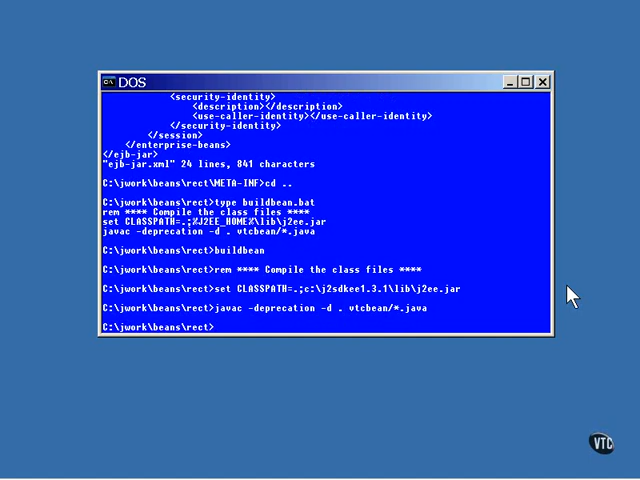 DOS
<security-identity>
<description></description>
<use-caller-identity></use-caller-identity>
</security-identity>
</session>
</enterprise-beans>
</ejb-jar>
"ejb-jar.xml" 24 lines, 841 characters
C:\jwork\beans\rect\META-INF>cd ..
C:\jwork\beans\rect>type buildbean.bat
rem **** Compile the class files ****
set CLASSPATH=.;%J2EE_HOME%\lib\j2ee.jar
javac -deprecation -d . vtcbean/*.java
C:\jwork\beans\rect>buildbean
C:\jwork\beans\rect>rem **** Compile the class files ****
C:\jwork\beans\rect>set CLASSPATH=.;c:\j2sdkee1.3.1\lib\j2ee.jar
C:\jwork\beans\rect>javac -deprecation -d . vtcbean/*.java
C:\jwork\beans\rect>
VTC